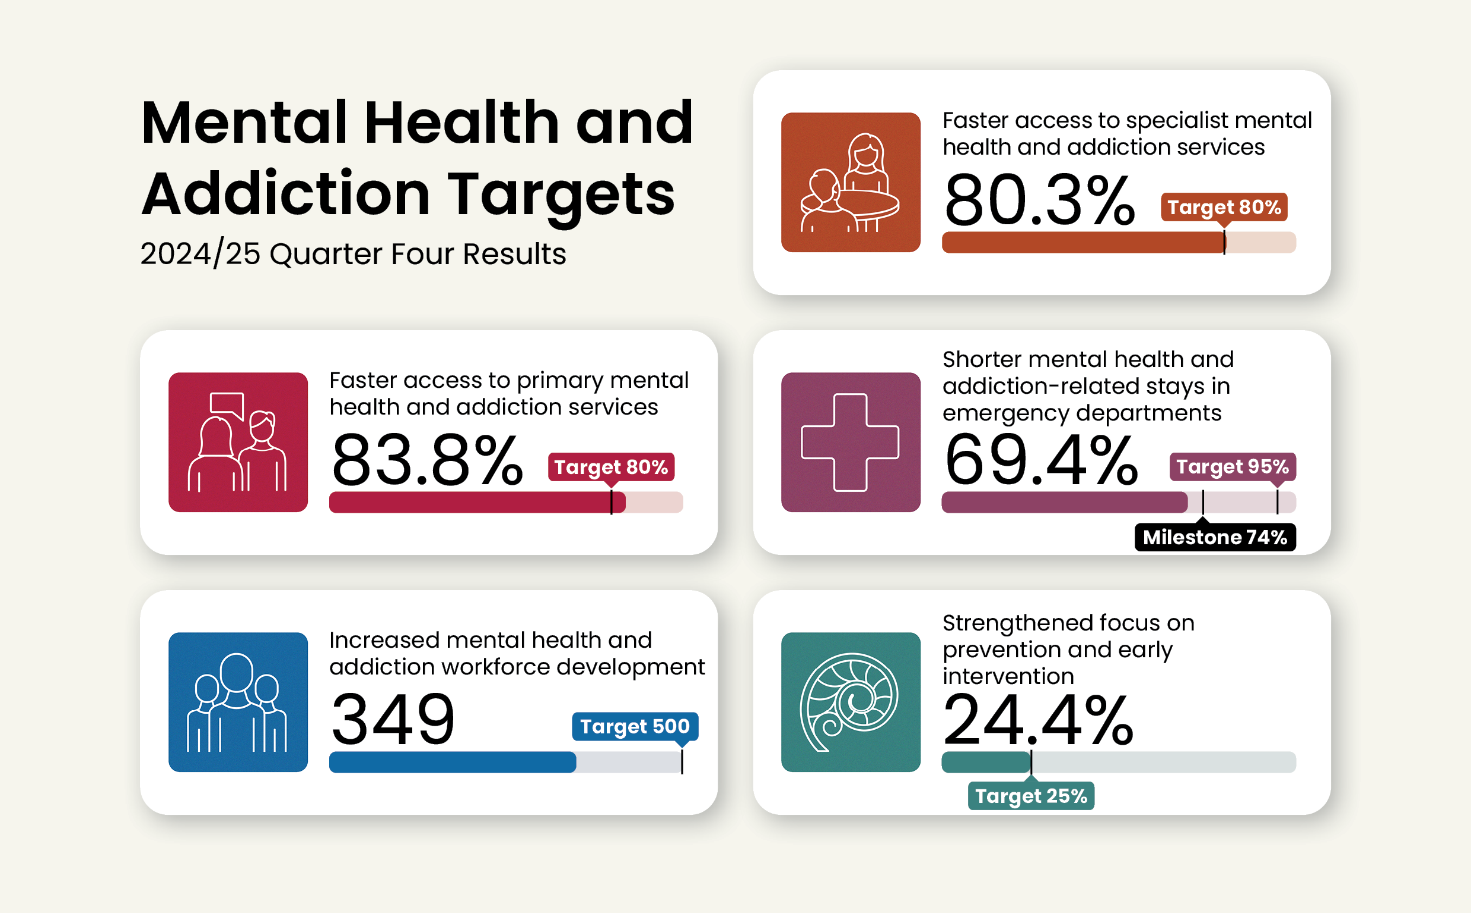 Mental Health and
Addiction Targets
2024/25 Quarter Four Results
Faster access to specialist mental
health and addiction services
80.3%
Target 80%
Faster access to primary mental
health and addiction services
83.8%
Target 80%
Shorter mental health and
addiction-related stays in
emergency departments
69.4%
Target 95%
Milestone 74%
Increased mental health and
addiction workforce development
349
Target 500
Strengthened focus on
prevention and early
intervention
24.4%
Target 25%